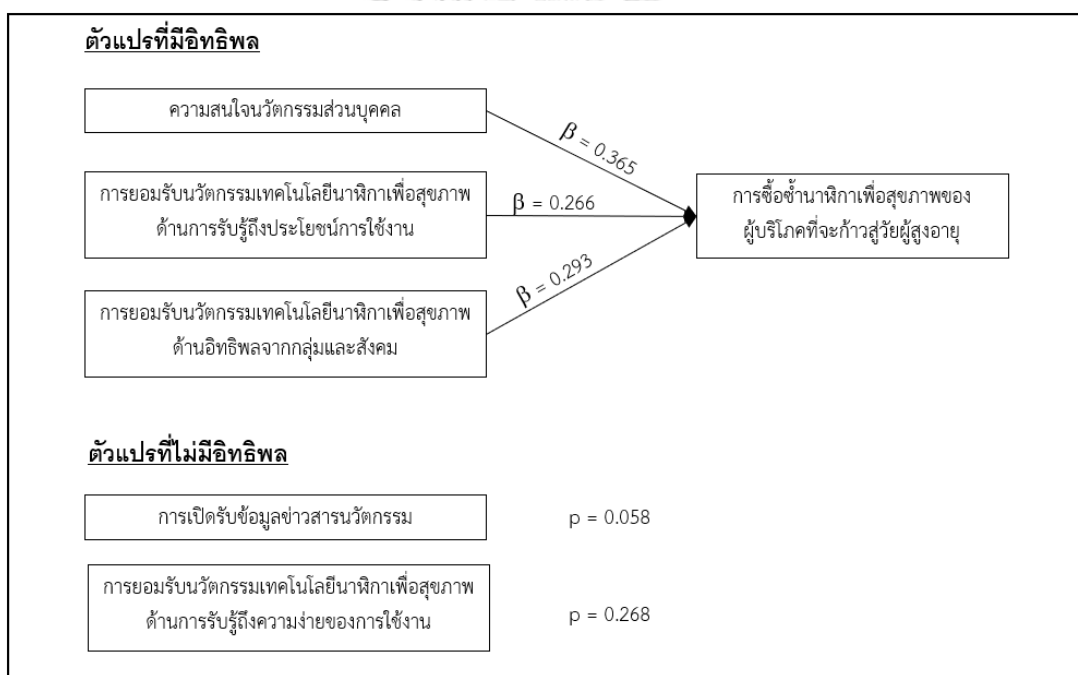 ตัวแปรที่มีอิทธิพล
ความสนใจนวัตกรรมส่วนบุคคล
β = 0.365
การยอมรับนวัตกรรมเทคโนโลยีนาฬิกาเพื่อสุขภาพ
ด้านการรับรู้ถึงประโยชน์การใช้งาน
β = 0.266
การซื้อซ้ำนาฬิกาเพื่อสุขภาพของ
ผู้บริโภคที่จะก้าวสู่วัยผู้สูงอายุ
β = 0.293
การยอมรับนวัตกรรมเทคโนโลยีนาฬิกาเพื่อสุขภาพ
ด้านอิทธิพลจากกลุ่มและสังคม
ตัวแปรที่ไม่มีอิทธิพล
การเปิดรับข้อมูลข่าวสารนวัตกรรม
p = 0.058
การยอมรับนวัตกรรมเทคโนโลยีนาฬิกาเพื่อสุขภาพ
ด้านการรับรู้ถึงความง่ายของการใช้งาน
p = 0.268